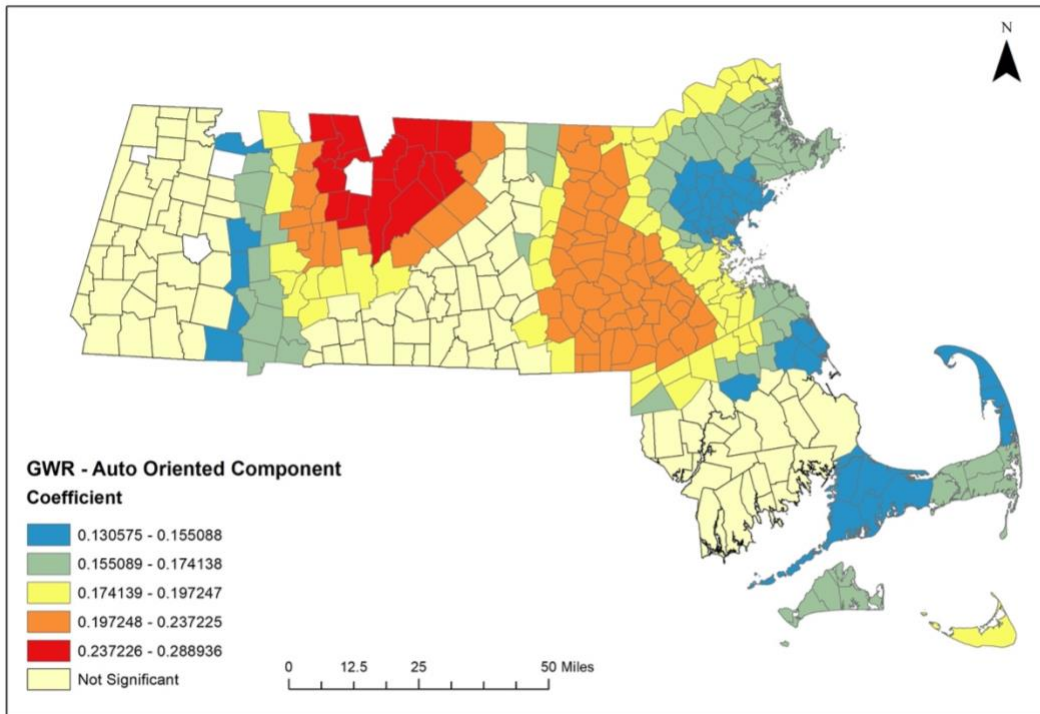 N
GWR - Auto Oriented Component
Coefficient
0.130575 - 0.155088
0.155089 - 0.174138
0.174139 - 0.197247
0.197248 - 0.237225
0.237226 - 0.288936
Not Significant
0 12.5 25 50 Miles